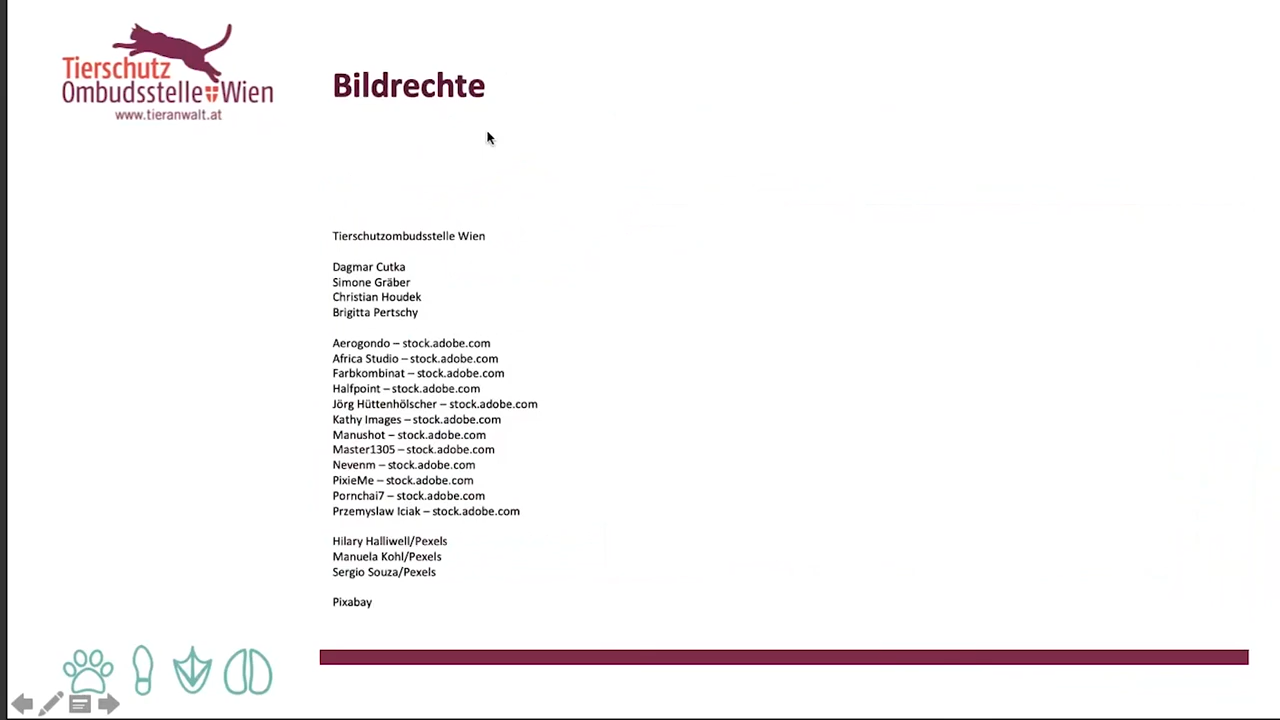 Tierschutz
Ombudsstelle Wien
www.tieranwalt.at
Bildrechte
Tierschutzombudsstelle Wien
Dagmar Cutka
Simone Gräber
Christian Houdek
Brigitta Pertschy
Aerogondo – stock.adobe.com
Africa Studio – stock.adobe.com
Farbkombinat – stock.adobe.com
Halfpoint – stock.adobe.com
Jörg Hüttenhölscher – stock.adobe.com
Kathy Images – stock.adobe.com
Manushot – stock.adobe.com
Master1305 – stock.adobe.com
Nevenm – stock.adobe.com
PixieMe – stock.adobe.com
Pornchai7 – stock.adobe.com
Przemyslaw Iciak – stock.adobe.com
Hilary Halliwell/Pexels
Manuela Kohl/Pexels
Sergio Souza/Pexels
Pixabay